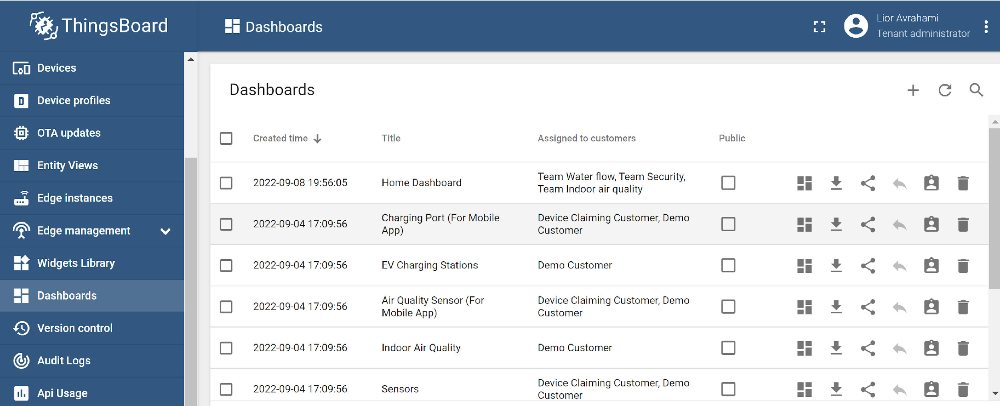 ThingsBoard
Dashboards
Lior Avrahami
Tenant administrator
Devices
Device profiles
OTA updates
Entity Views
Edge instances
Edge management
Widgets Library
Dashboards
Version control
Audit Logs
Api Usage
Dashboards
Created time Title Assigned to customers Public
2022-09-08 19:56:05 Home Dashboard Team Water flow, Team Security,
Team Indoor air quality
2022-09-04 17:09:56 Charging Port (For Mobile Device Claiming Customer, Demo
App) Customer
2022-09-04 17:09:56 EV Charging Stations Demo Customer
2022-09-04 17:09:56 Air Quality Sensor (For Device Claiming Customer, Demo
Mobile App) Customer
2022-09-04 17:09:56 Indoor Air Quality Demo Customer
2022-09-04 17:09:56 Sensors Device Claiming Customer, Demo
Customer